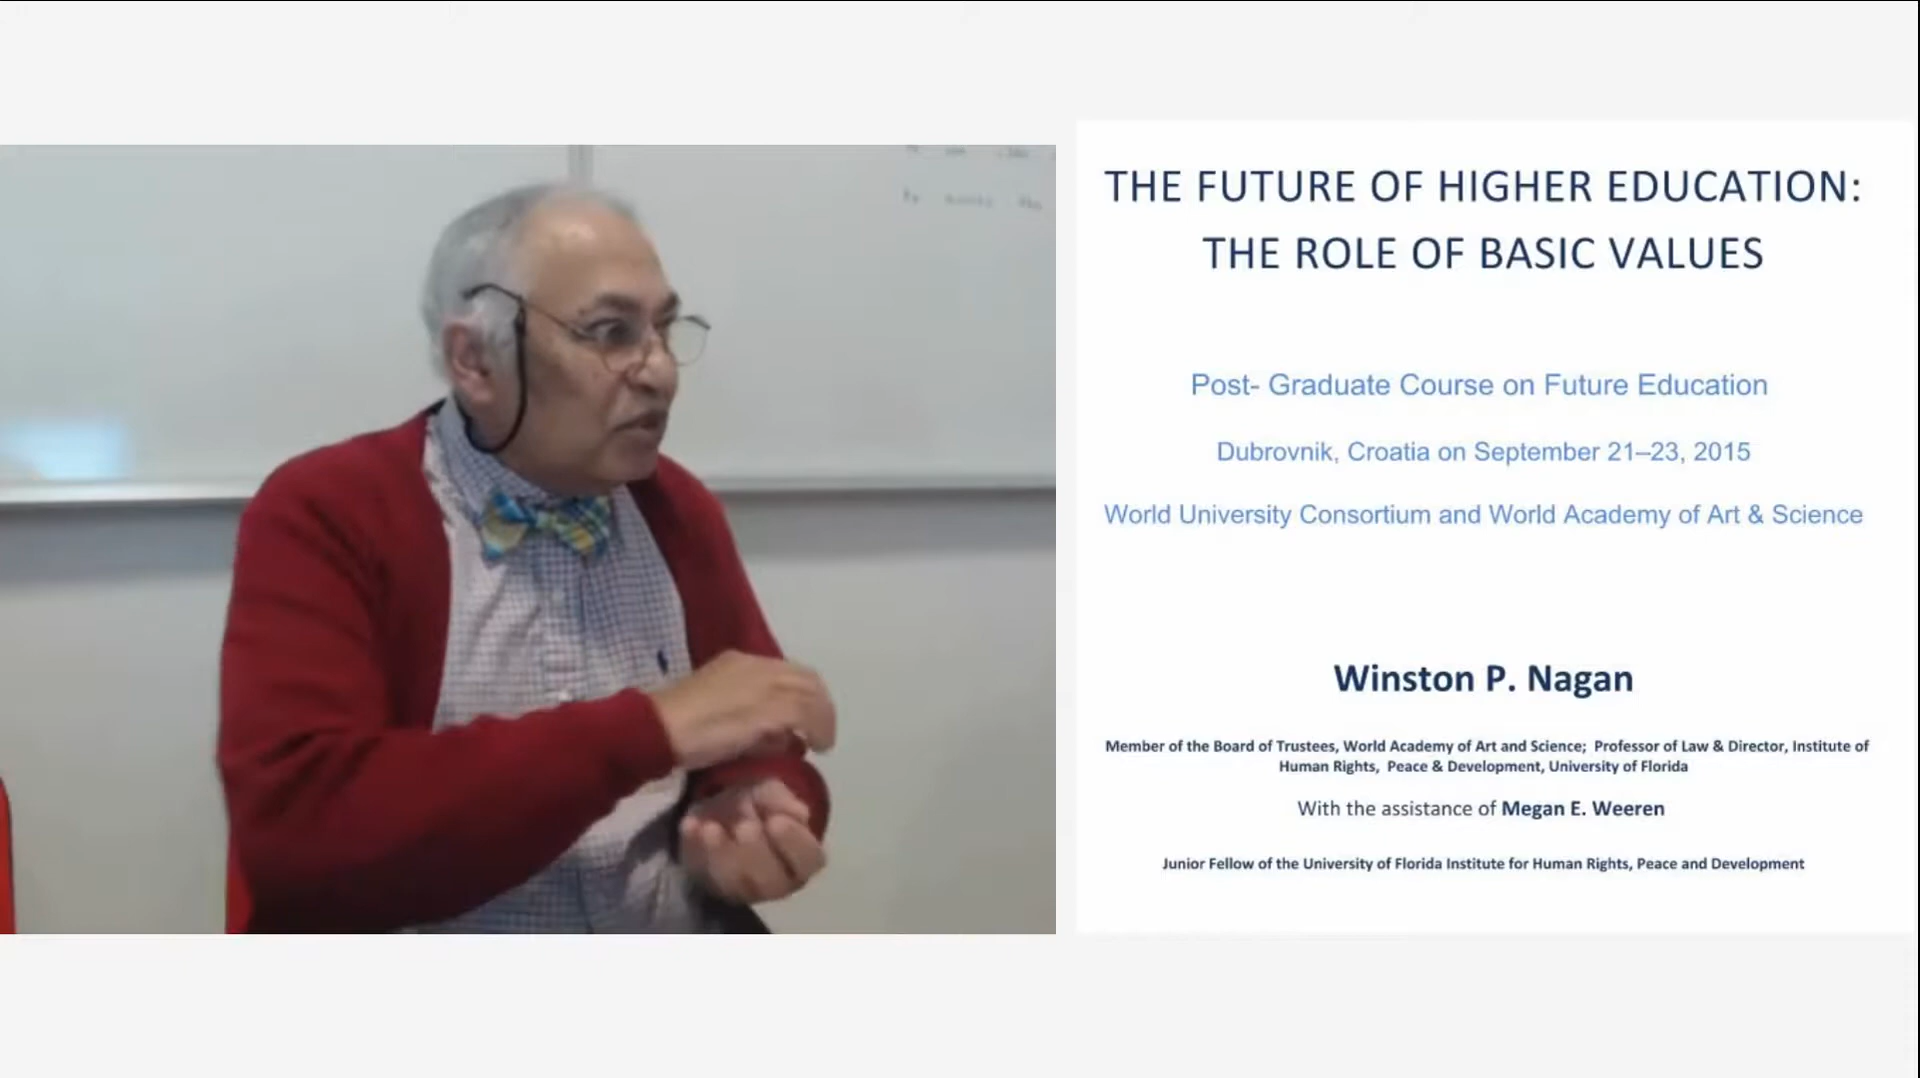 THE FUTURE OF HIGHER EDUCATION:
THE ROLE OF BASIC VALUES
Post- Graduate Course on Future Education
Dubrovnik, Croatia on September 21–23, 2015
World University Consortium and World Academy of Art & Science
Winston P. Nagan
Member of the Board of Trustees, World Academy of Art and Science;  Professor of Law & Director, Institute of
Human Rights,  Peace & Development, University of Florida
With the assistance of Megan E. Weeren
Junior Fellow of the University of Florida Institute for Human Rights, Peace and Development